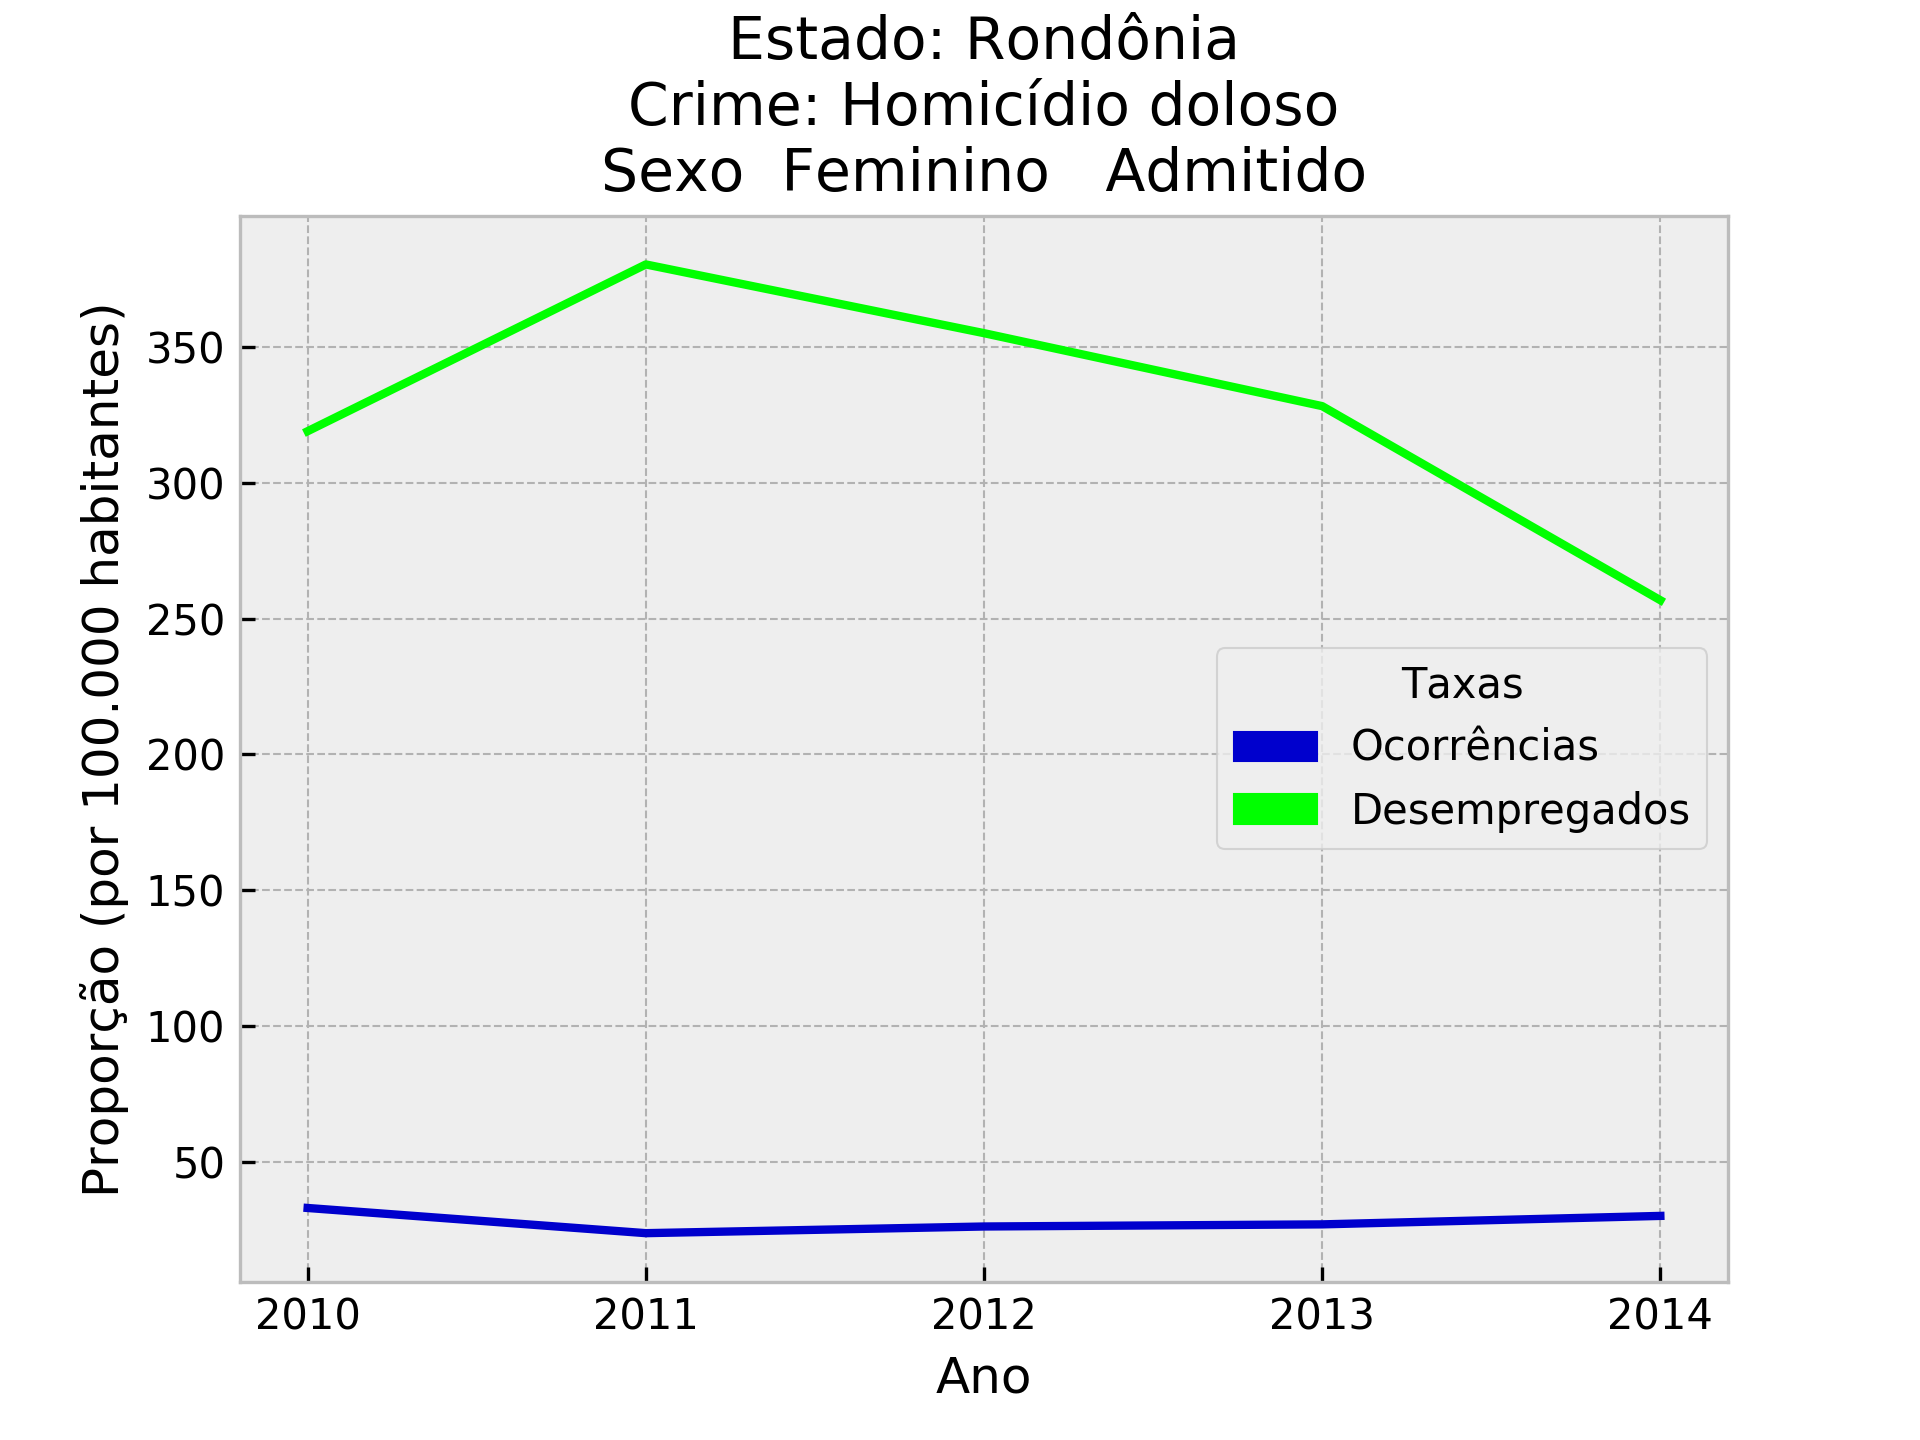 Estado: Rondônia
Crime: Homicídio doloso
Sexo  Feminino   Admitido
Proporção (por 100.000 habitantes)
350
300
250
200
150
100
50
Taxas
Ocorrências
Desempregados
2010 2011 2012 2013 2014
Ano